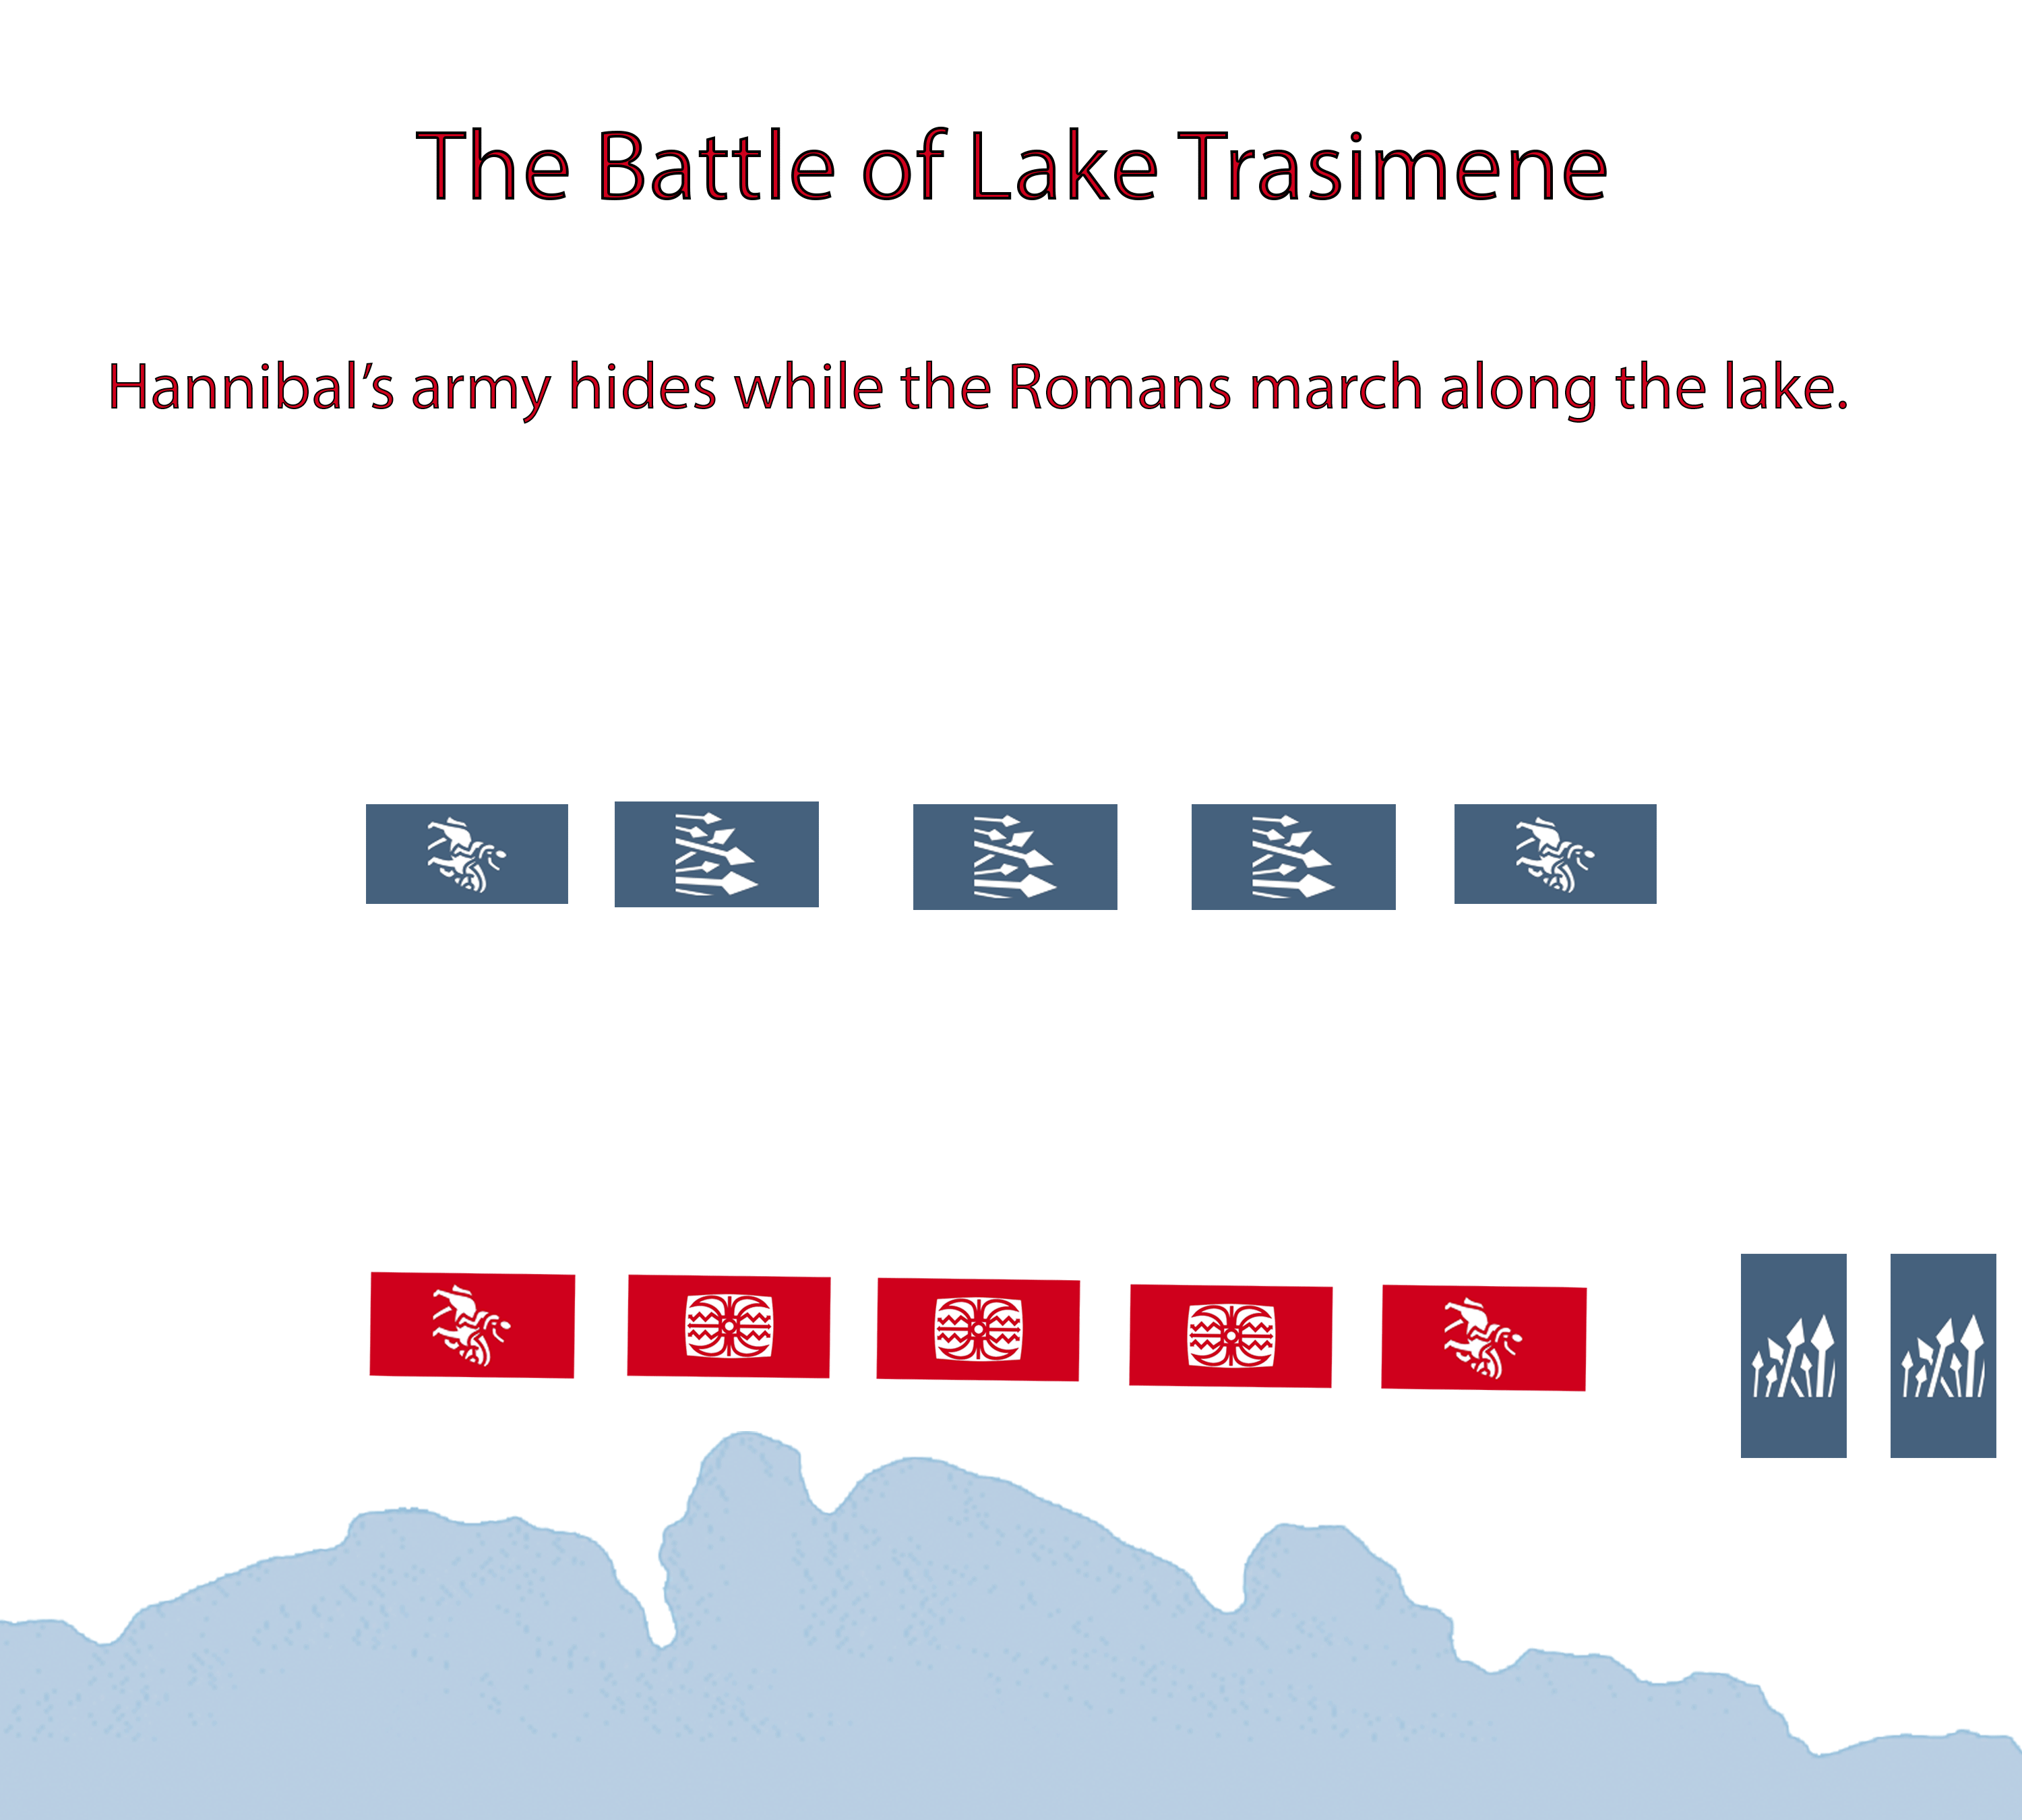 The Battle of Lake Trasimene
Hannibal’s army hides while the Romans march along the lake.